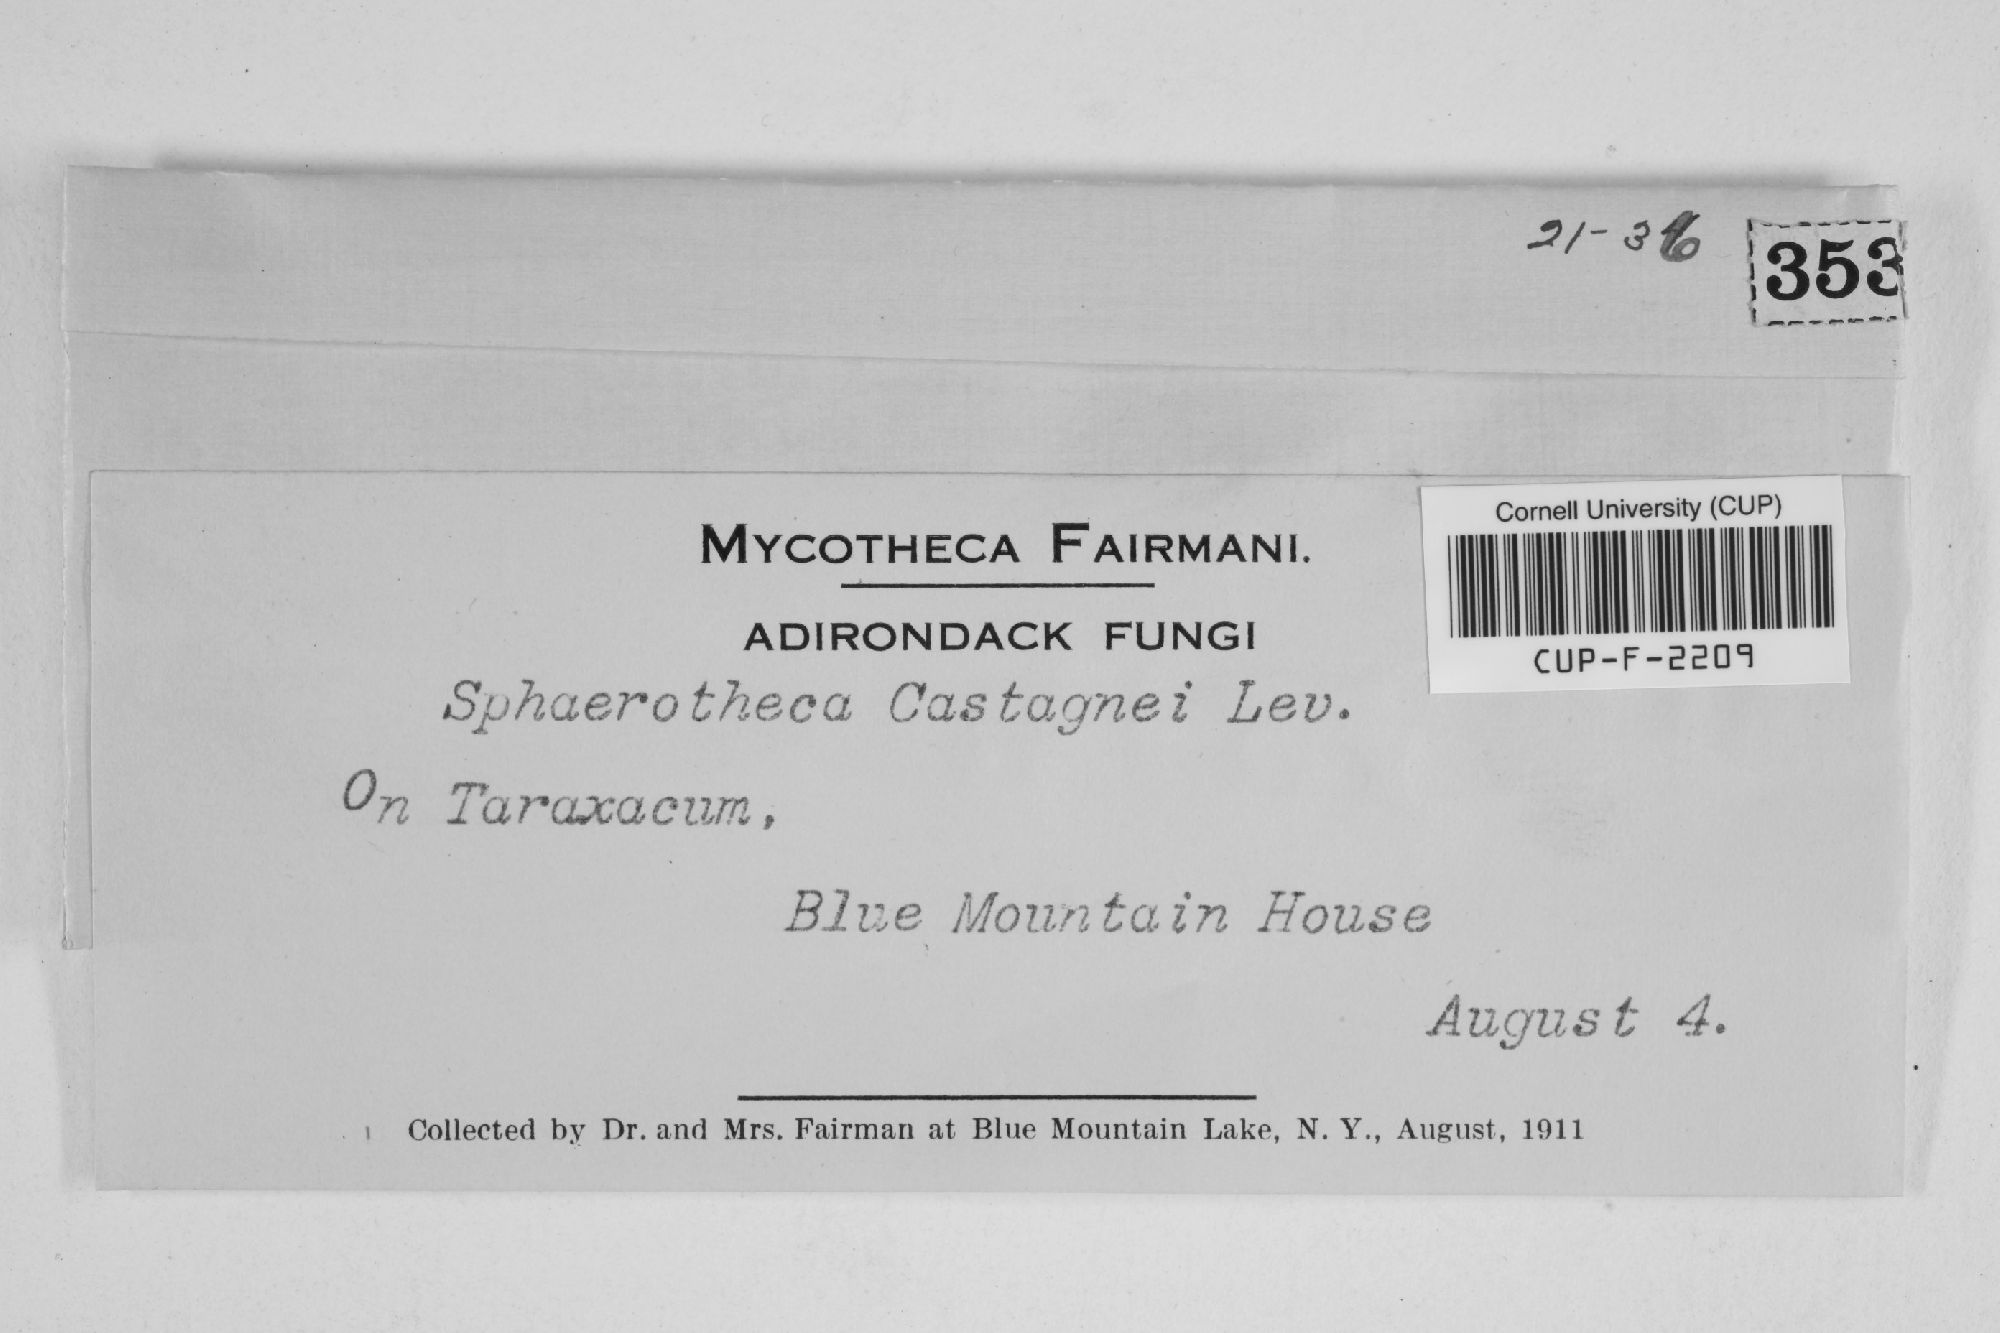 21-36
353
Cornell University (CUP)
CUP-F-2209
MYCOTHECA FAIRMANI.
ADIRONDACK FUNGI
Sphaerotheca Castagnei Lev.
On Taraxacum,
Blue Mountain House
August 4.
Collected by Dr. and Mrs. Fairman at Blue Mountain Lake, N. Y., August, 1911